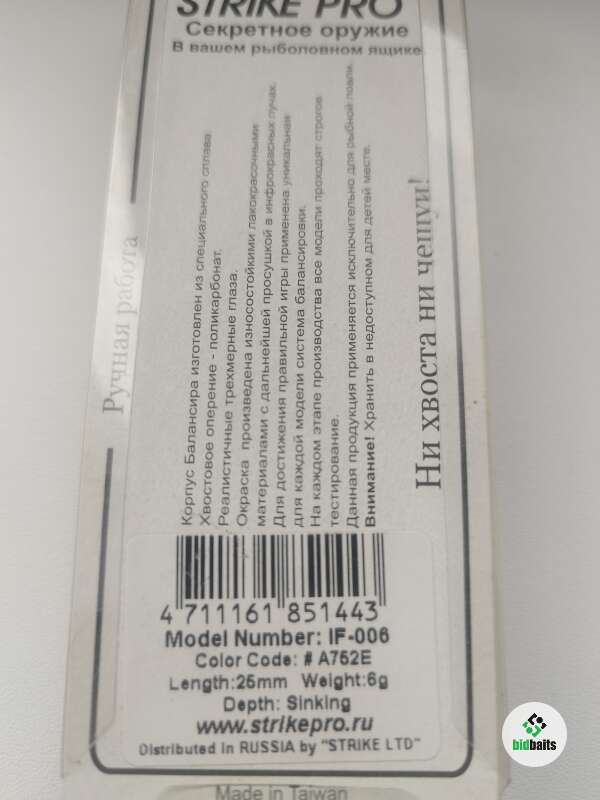 STRIKE PRO
Секретное оружие
В вашем рыболовном ящике
Ручная работа
Корпус Балансира изготовлен из специального сплава.
Хвостовое оперение - поликарбонат.
Реалистичные трехмерные глаза.
Окраска произведена износостойкими лакокрасочными
материалами с дальнейшей просушкой в инфрокрасных лучах.
Для достижения правильной игры применена уникальная
для каждой модели система балансировки.
На каждом этапе производства все модели проходят строгое
тестирование.
Данная продукция применяется исключительно для рыбной ловли.
Внимание! Хранить в недоступном для детей месте.
Ни хвоста ни чешуи!
4 711161 851443
Model Number: IF-006
Color Code: # A752E
Length:25mm Weight:6g
Depth: Sinking
www.strikepro.ru
Distributed in RUSSIA by "STRIKE LTD"
Made in Taiwan
bidbaits